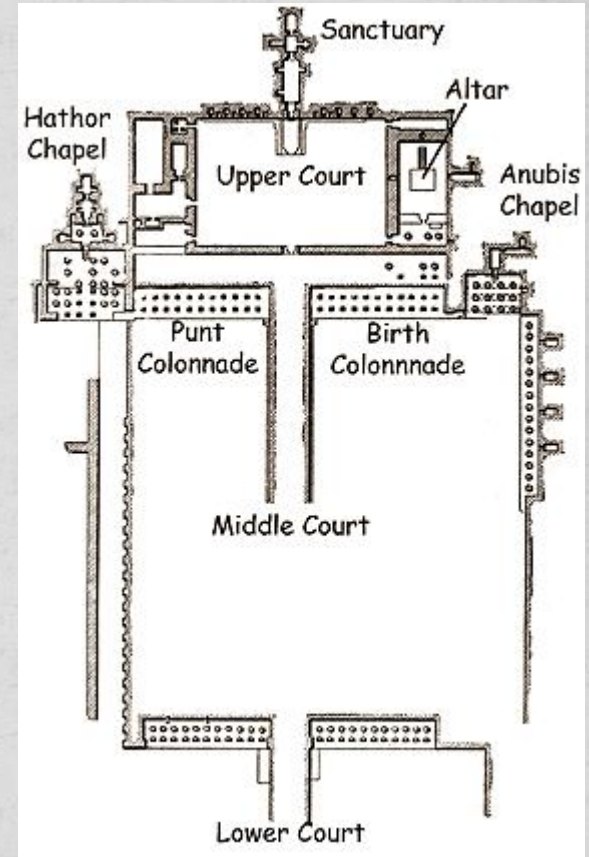 Sanctuary
Altar
Hathor
Chapel
Upper Court
Anubis
Chapel
Punt
Colonnade
Birth
Colonnnade
Middle Court
Lower Court